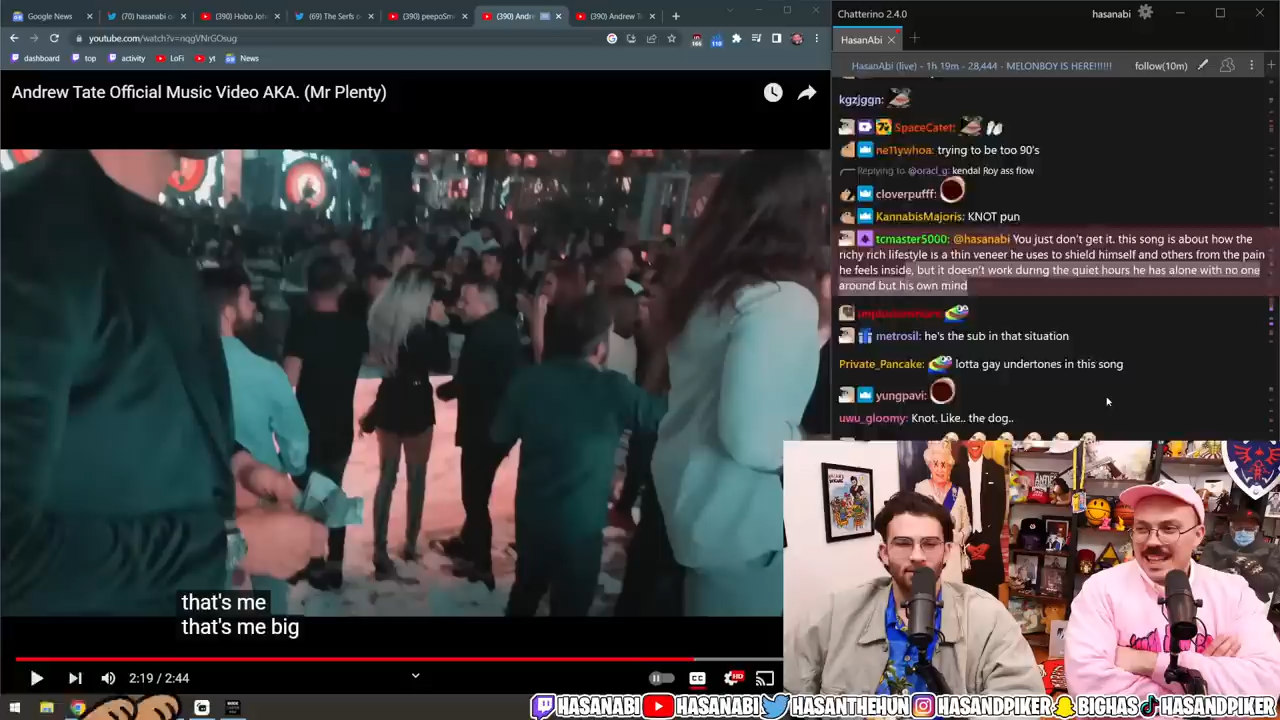 Google News
(70) hasanabi o
(390) Hobo Joh
(69) The Serfs o
(390) peepoSm
(390) Andr
(390) Andrew T
youtube.com/watch?v=nqgVNrGOsug
dashboard
top
activity
LoFi
yt
News
166
110
Andrew Tate Official Music Video AKA. (Mr Plenty)
that's me
that's me big
2:19 / 2:44
CC
HD
Chatterino 2.4.0
hasanabi
HasanAbi
HasanAbi (live) - 1h 19m - 28,444 - MELONBOY IS HERE!!!!!!
follow(10m)
kgzjggn:
SpaceCatet:
ne11ywhoa: trying to be too 90's
Replying to @oracl_g: kendal Roy ass flow
cloverpufff:
KannabisMajoris: KNOT pun
tcmaster5000: @hasanabi You just don't get it. this song is about how the
richy rich lifestyle is a thin veneer he uses to shield himself and others from the pain
he feels inside, but it doesn't work during the quiet hours he has alone with no one
around but his own mind
metrosil: he's the sub in that situation
Private_Pancake: lotta gay undertones in this song
yungpavi:
uwu_gloomy: Knot. Like.. the dog..
HASANABI
HASANABI
HASANTHEHUN
HASANDPIKER
BIGHAS
HASANDPIKER